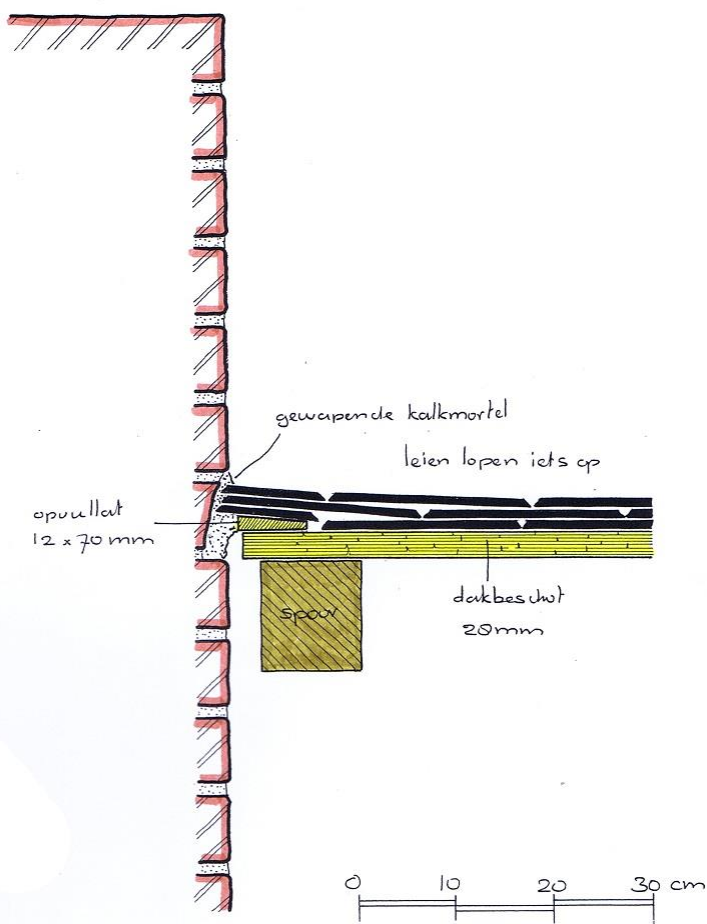 gewapende kalkmortel
leien lopen iets op
opvullat
12 x 70 mm
spoor
dakbeschot
20mm
0 10 20 30 cm